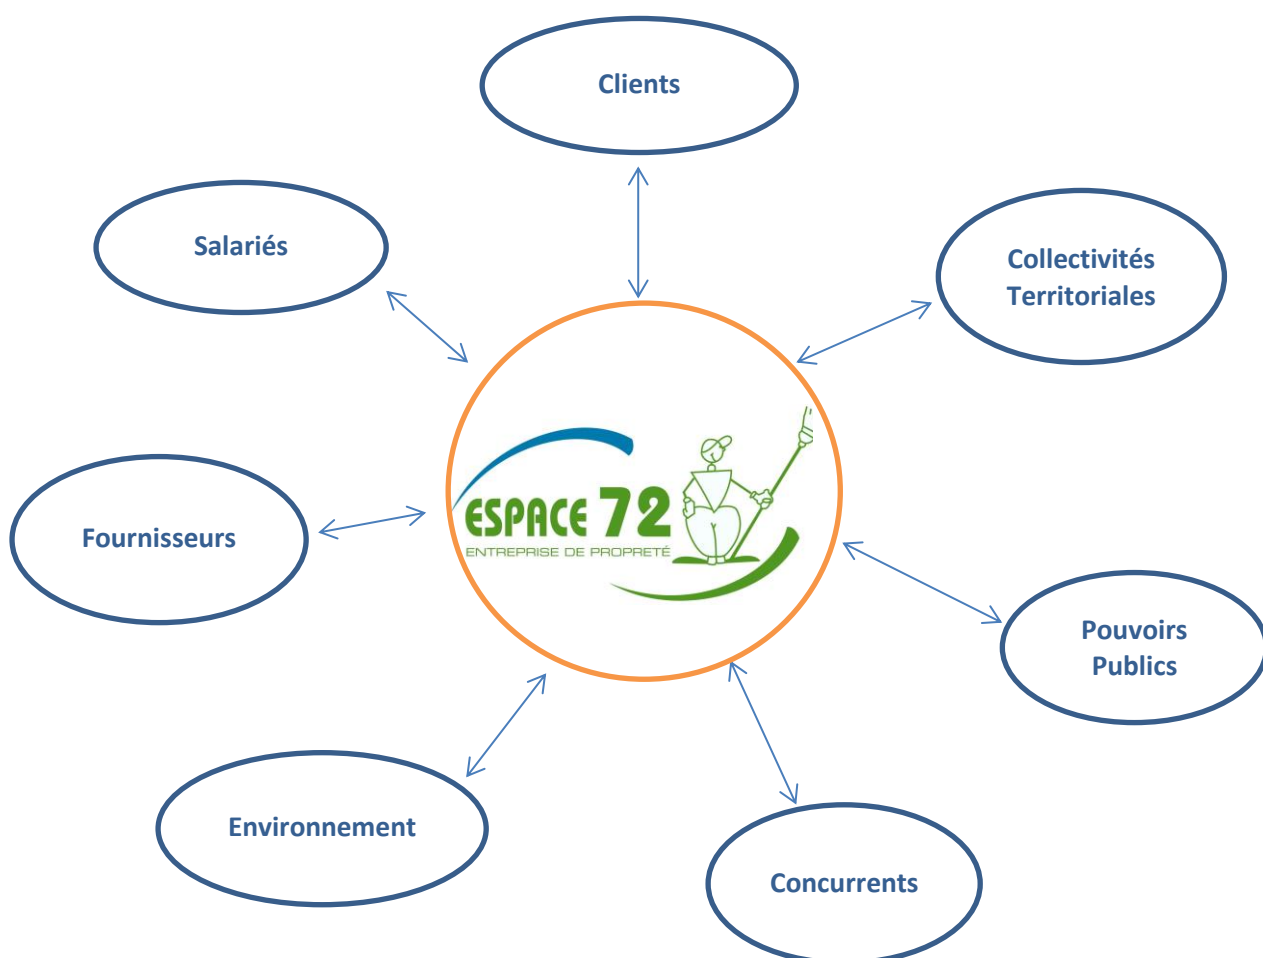 Clients
Salariés
Collectivités
Territoriales
ESPACE 72
ENTREPRISE DE PROPRETÉ
Fournisseurs
Pouvoirs
Publics
Environnement
Concurrents